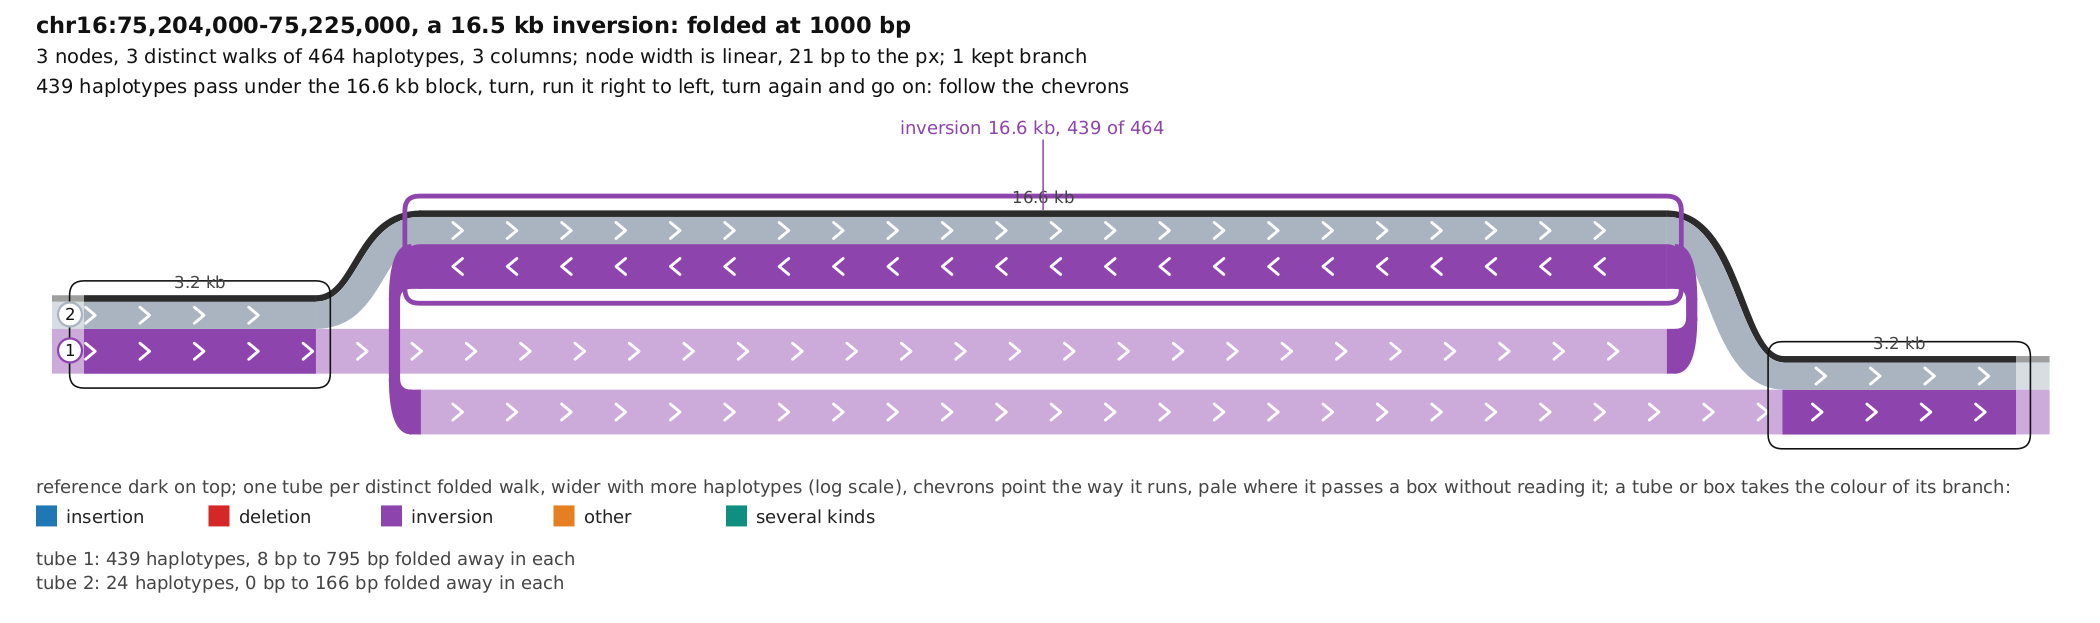 chr16:75,204,000-75,225,000, a 16.5 kb inversion: folded at 1000 bp
3 nodes, 3 distinct walks of 464 haplotypes, 3 columns; node width is linear, 21 bp to the px; 1 kept branch
439 haplotypes pass under the 16.6 kb block, turn, run it right to left, turn again and go on: follow the chevrons
inversion 16.6 kb, 439 of 464
16.6 kb
3.2 kb
2
1
3.2 kb
reference dark on top; one tube per distinct folded walk, wider with more haplotypes (log scale), chevrons point the way it runs, pale where it passes a box without reading it; a tube or box takes the colour of its branch:
insertion deletion inversion other several kinds
tube 1: 439 haplotypes, 8 bp to 795 bp folded away in each
tube 2: 24 haplotypes, 0 bp to 166 bp folded away in each